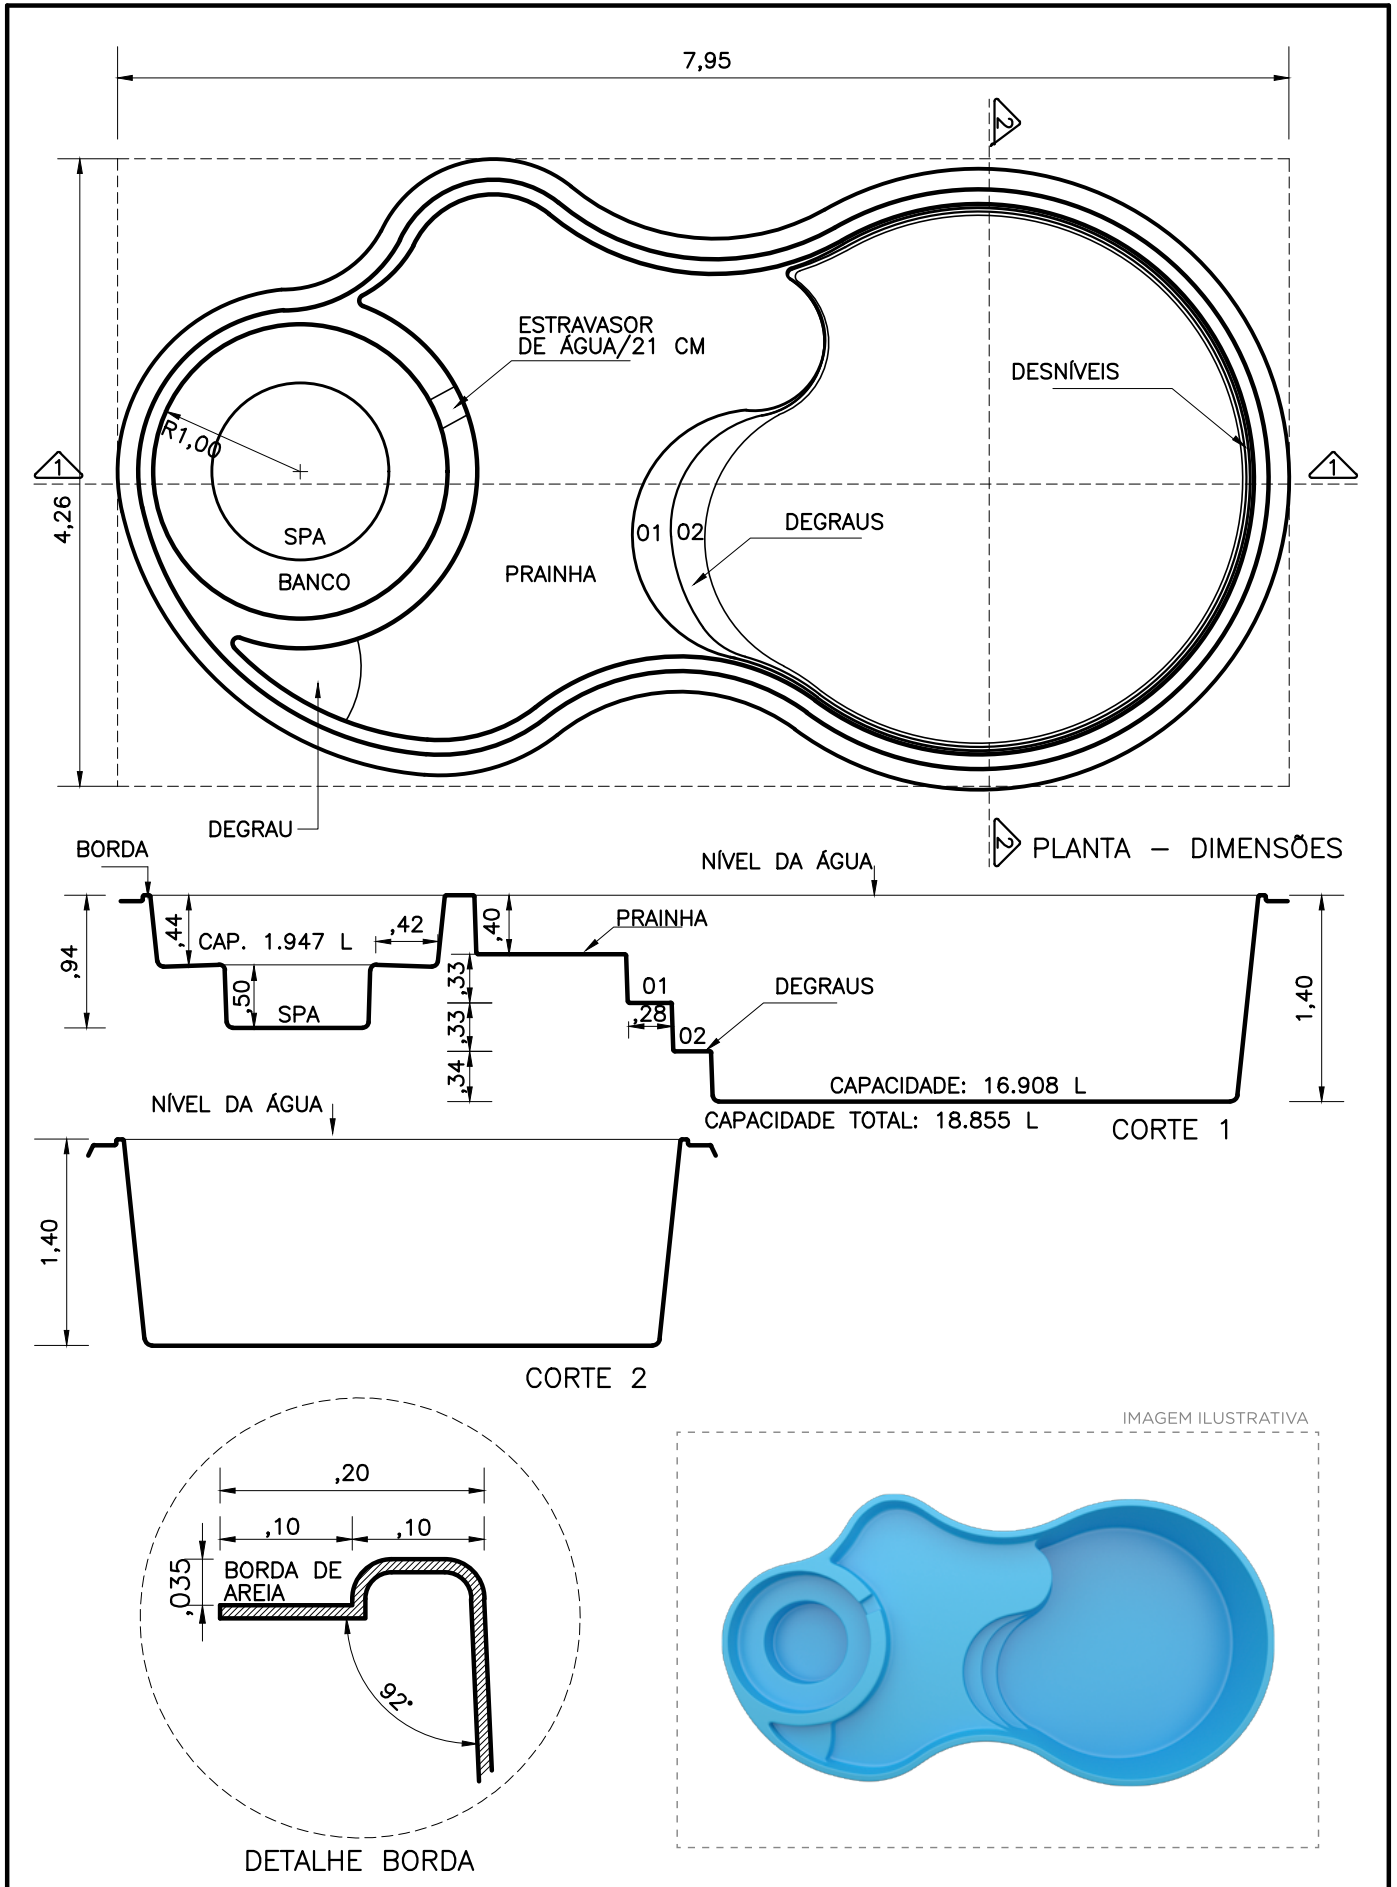 7,95
2
4,26
ESTRAVASOR
DE ÁGUA/21 CM
DESNÍVEIS
R1,00
1
1
SPA
BANCO
PRAINHA
01
02
DEGRAUS
DEGRAU
2
PLANTA - DIMENSÕES
BORDA
NÍVEL DA ÁGUA
,94
,44
CAP. 1.947 L
,42
,50
SPA
,40
PRAINHA
,33
01
,28
DEGRAUS
,33
02
,34
1,40
CAPACIDADE: 16.908 L
CAPACIDADE TOTAL: 18.855 L
CORTE 1
NÍVEL DA ÁGUA
1,40
CORTE 2
IMAGEM ILUSTRATIVA
,20
,10
,10
,035
BORDA DE
AREIA
92°
DETALHE BORDA